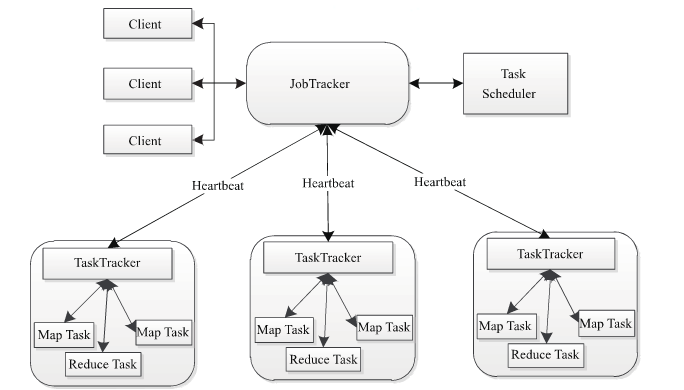 Client
Client
Client
JobTracker
Task
Scheduler
Heartbeat
Heartbeat
Heartbeat
TaskTracker
Map Task
Map Task
Reduce Task
TaskTracker
Map Task
Map Task
Reduce Task
TaskTracker
Map Task
Map Task
Reduce Task